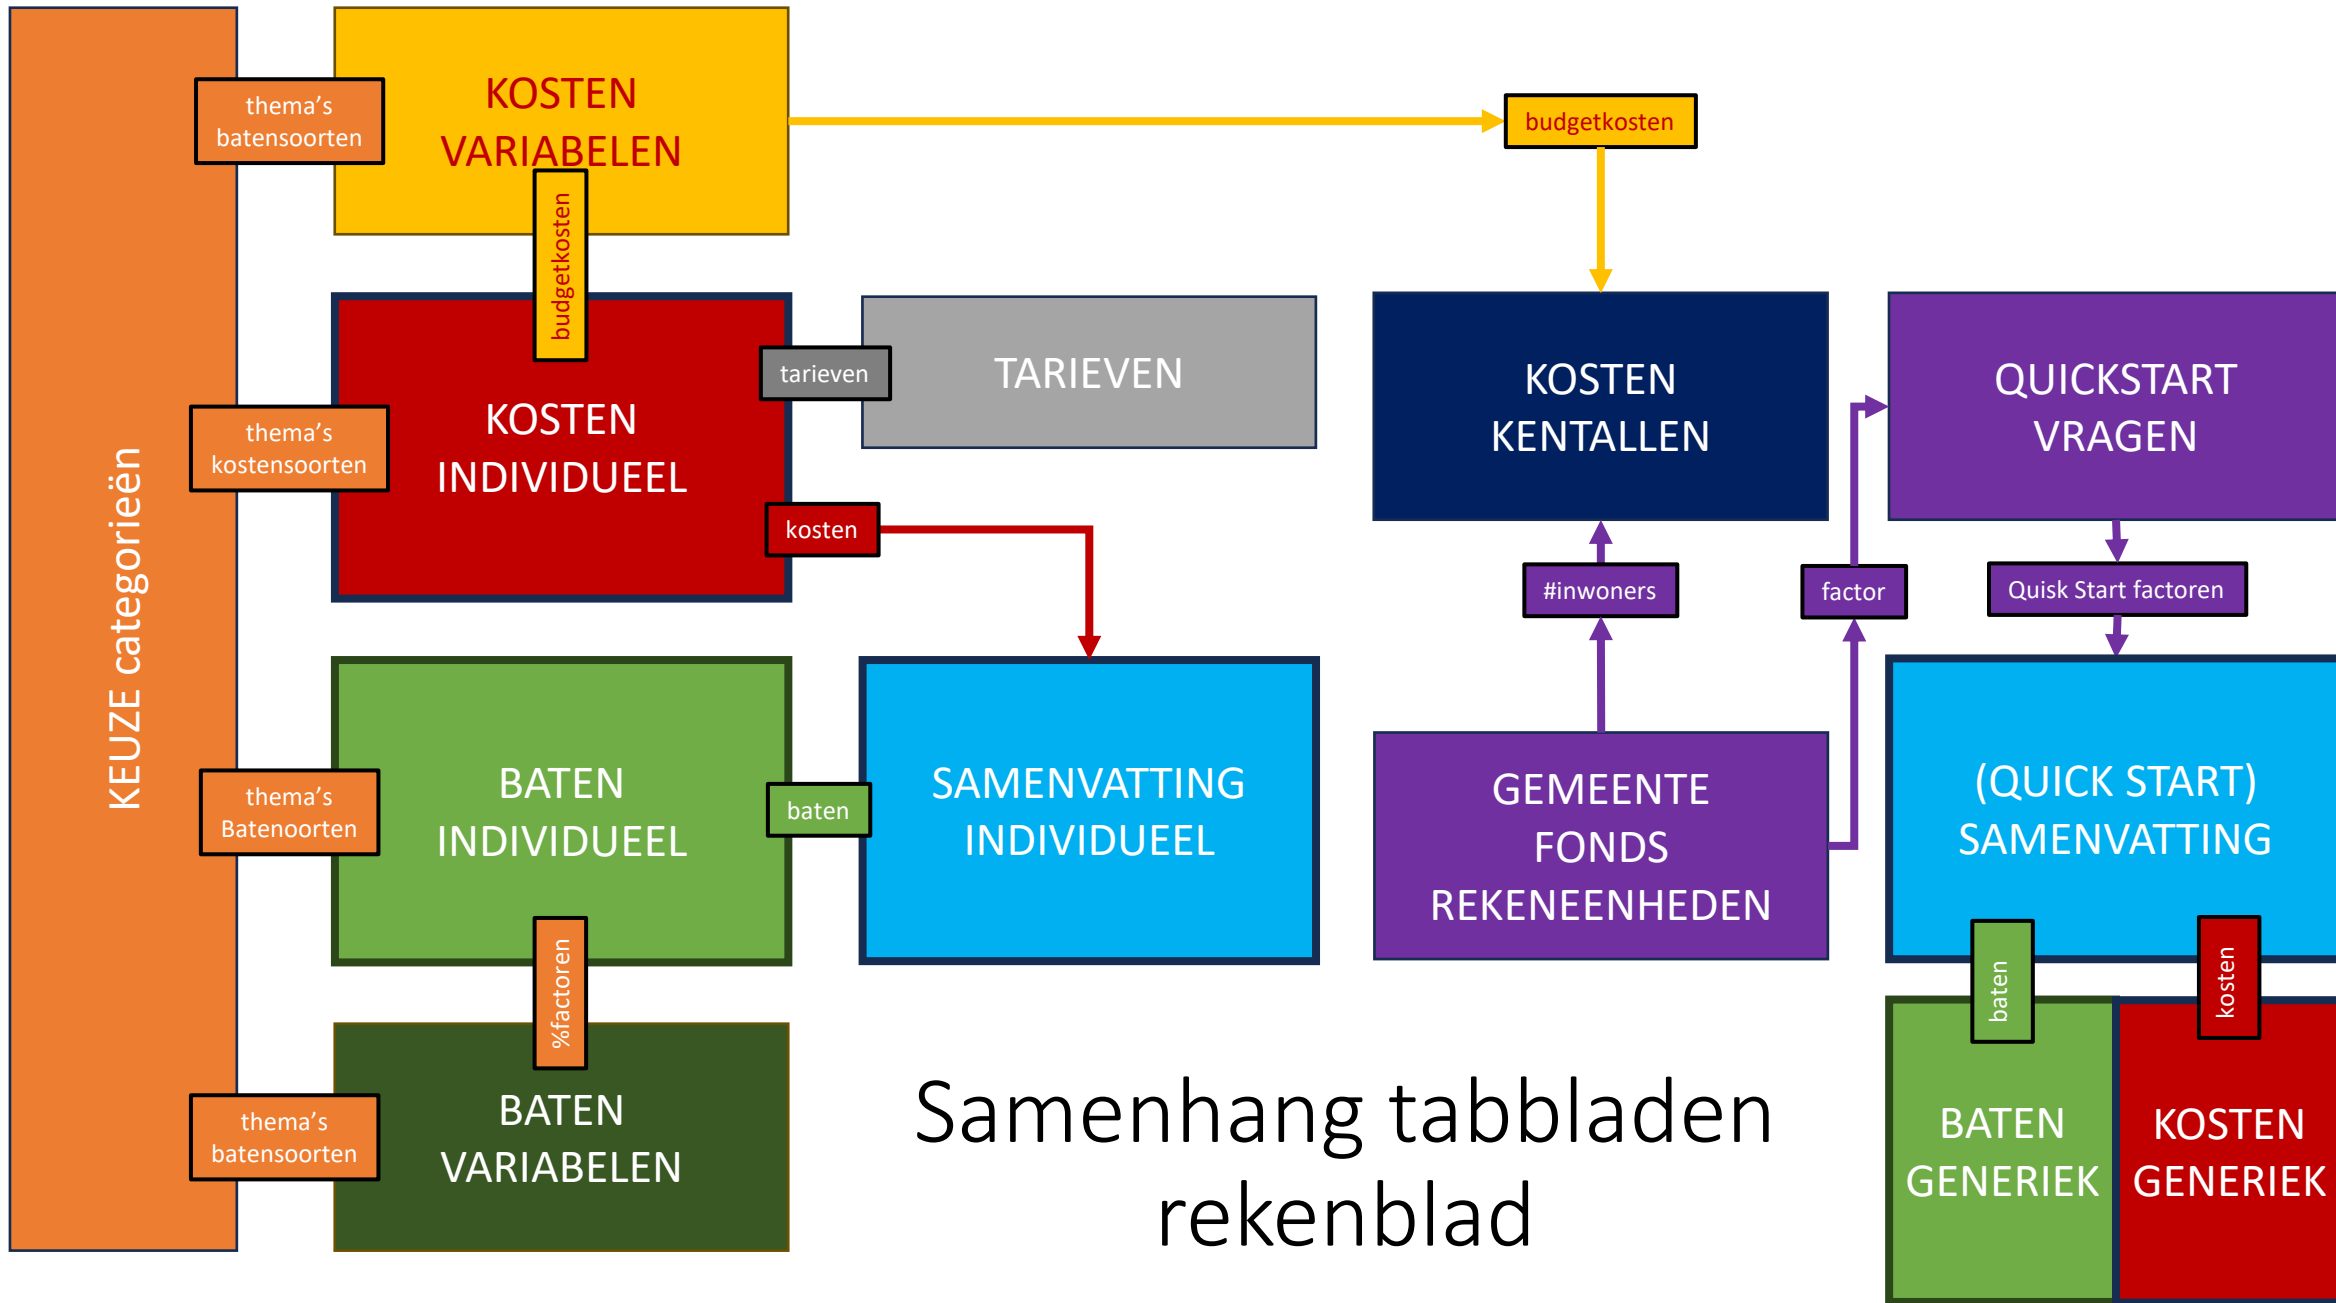 KEUZE categorieën
thema's
batensoorten
KOSTEN
VARIABELEN
budgetkosten
budgetkosten
thema's
kostensoorten
KOSTEN
INDIVIDUEEL
tarieven
TARIEVEN
kosten
KOSTEN
KENTALLEN
QUICKSTART
VRAGEN
#inwoners
factor
Quisk Start factoren
thema's
Batenoorten
BATEN
INDIVIDUEEL
baten
SAMENVATTING
INDIVIDUEEL
GEMEENTE
FONDS
REKENEENHEDEN
(QUICK START)
SAMENVATTING
%factoren
baten
kosten
thema's
batensoorten
BATEN
VARIABELEN
Samenhang tabbladen
rekenblad
BATEN
GENERIEK
KOSTEN
GENERIEK